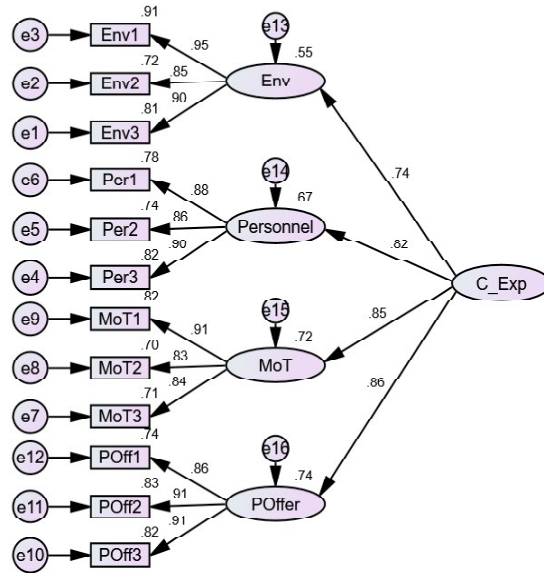 .91
e3 Env1
.95
e13
.72
.55
e2 Env2 .85 Env
.81 .90
e1 Env3
.78
.74
c6 Pcr1
e14
.74 .88
.67
e5 Per2 .86 Personnel
.82 .90
.82
e4 Per3
.82
C_Exp
e9 MoT1
.91
e15
.85
.70
.72
e8 MoT2 .83 MoT
.71 .84
e7 MoT3
.86
.74
e12 POff1
.86
e16
.83
.74
e11 POff2 .91 POffer
.82 .91
e10 POff3